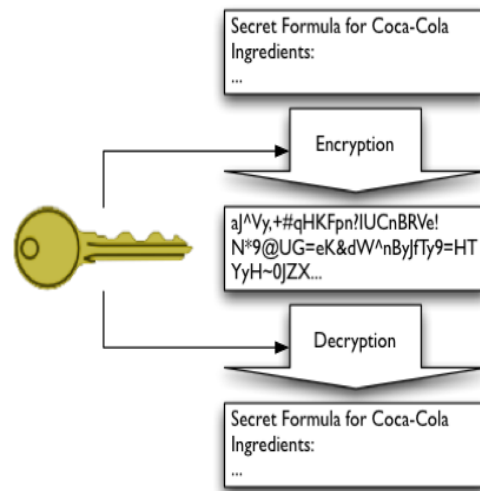 Secret Formula for Coca-Cola
Ingredients:
...
Encryption
aJ^Vy,+#qHKFpn?IUCnBRVe!
N*9@UG=eK&dW^nByJfTy9=HT
YyH~0JZX...
Decryption
Secret Formula for Coca-Cola
Ingredients:
...